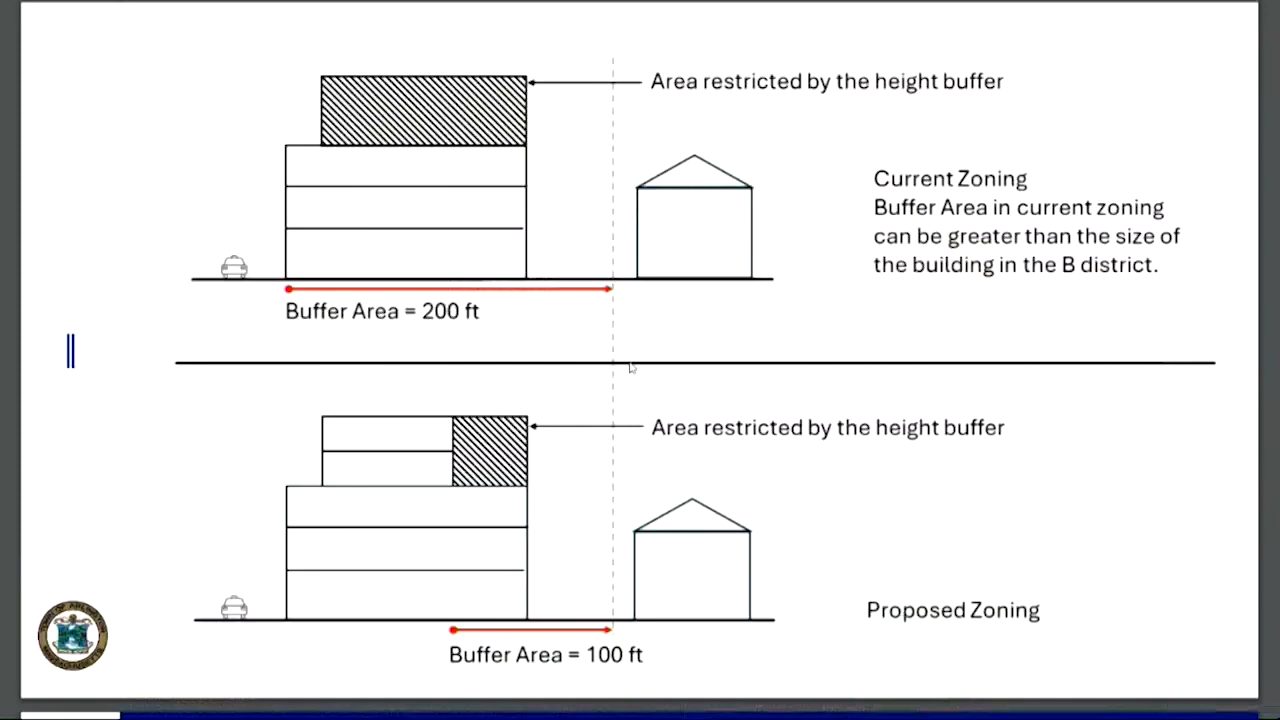 Area restricted by the height buffer
Current Zoning
Buffer Area in current zoning
can be greater than the size of
the building in the B district.
Buffer Area = 200 ft
Area restricted by the height buffer
Proposed Zoning
Buffer Area = 100 ft